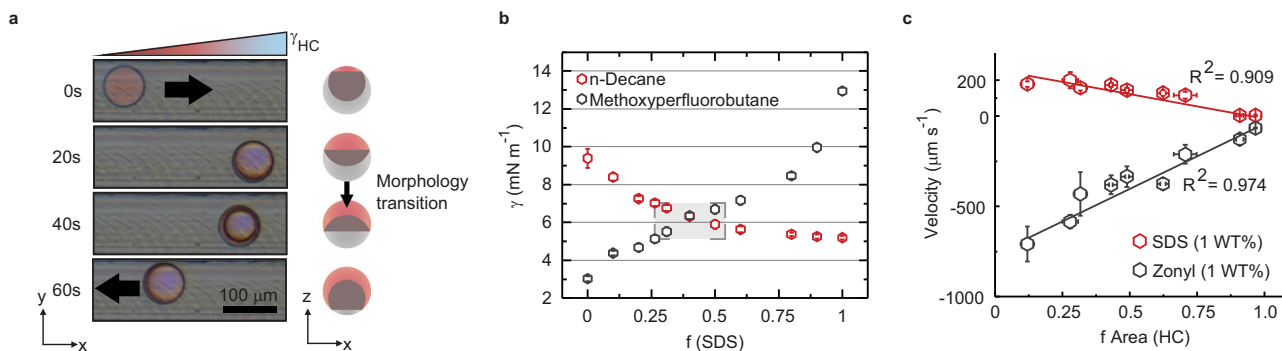 a
γHC
0s
20s
40s
60s
100 μm
y
x
z
x
Morphology
transition
b
n-Decane
Methoxyperfluorobutane
14
12
10
8
6
4
2
γ (mN m⁻¹)
0
0.25
0.5
0.75
1
f (SDS)
c
R² = 0.909
R² = 0.974
200
0
-500
-1000
Velocity (μm s⁻¹)
SDS (1 WT%)
Zonyl (1 WT%)
0
0.25
0.5
0.75
1.0
f Area (HC)